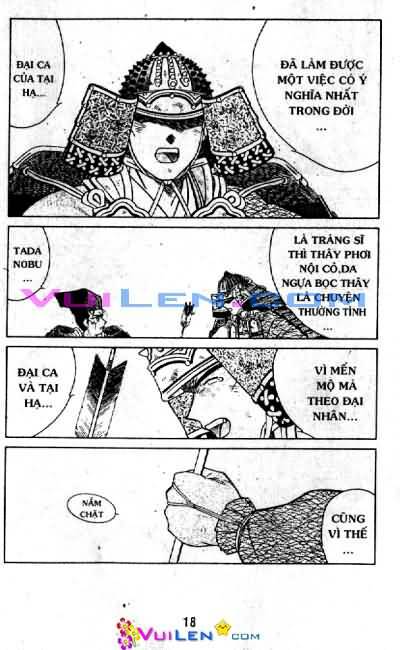 ĐÃ LÀM ĐƯỢC
MỘT VIỆC CÓ Ý
NGHĨA NHẤT
TRONG ĐỜI
...
ĐẠI CA
CỦA TẠI
HẠ...
LÀ TRÁNG SĨ
THÌ THÂY PHƠI
NỘI CỎ, DA
NGỰA BỌC THÂY
LÀ CHUYỆN
THƯỜNG TÌNH
...
TADA
NOBU
...
VUILEN.COM
VÌ MẾN
MỘ MÀ
THEO ĐẠI
NHÂN...
ĐẠI CA
VÀ TẠI
HẠ...
NẮM
CHẶT
CŨNG
VÌ THẾ
...
18
VUILEN.COM